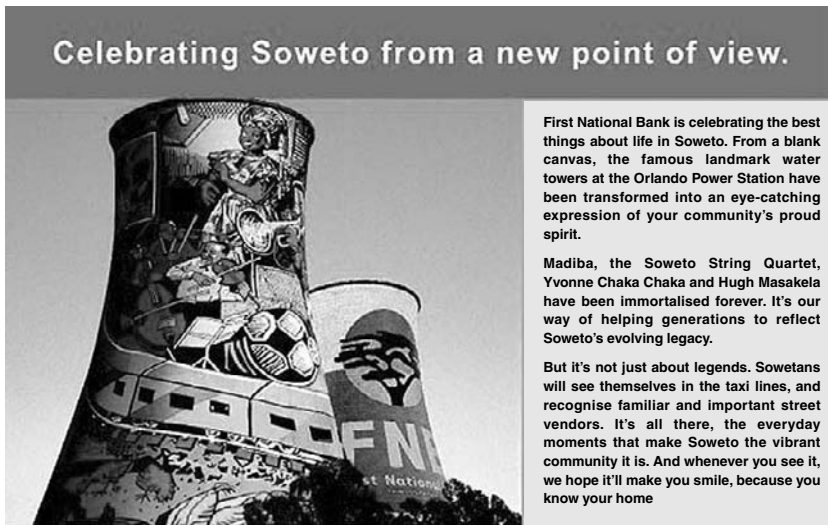 Celebrating Soweto from a new point of view.
First National Bank is celebrating the best
things about life in Soweto. From a blank
canvas, the famous landmark water
towers at the Orlando Power Station have
been transformed into an eye-catching
expression of your community's proud
spirit.
Madiba, the Soweto String Quartet,
Yvonne Chaka Chaka and Hugh Masakela
have been immortalised forever. It's our
way of helping generations to reflect
Soweto's evolving legacy.
But it's not just about legends. Sowetans
will see themselves in the taxi lines, and
recognise familiar and important street
vendors. It's all there, the everyday
moments that make Soweto the vibrant
community it is. And whenever you see it,
we hope it'll make you smile, because you
know your home
FNB
st National